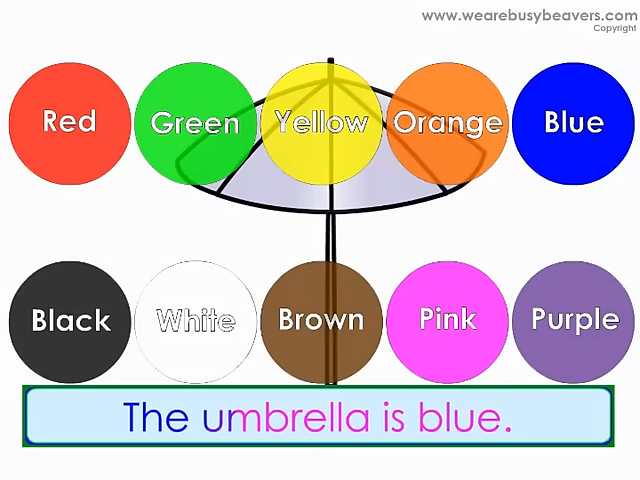 www.wearebusybeavers.com
Copyright
Red Green Yellow Orange Blue
Black White Brown Pink Purple
The umbrella is blue.